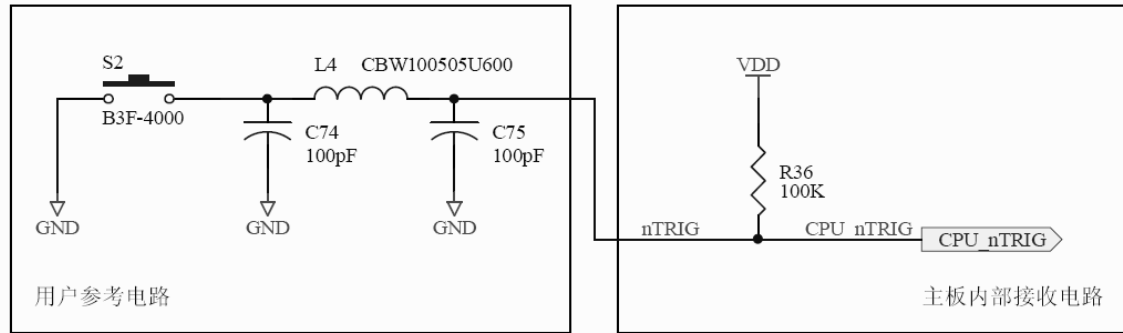 S2
B3F-4000
GND
C74
100pF
GND
L4 CBW100505U600
C75
100pF
GND
用户参考电路
VDD
R36
100K
nTRIG
CPU_nTRIG
CPU_nTRIG
主板内部接收电路